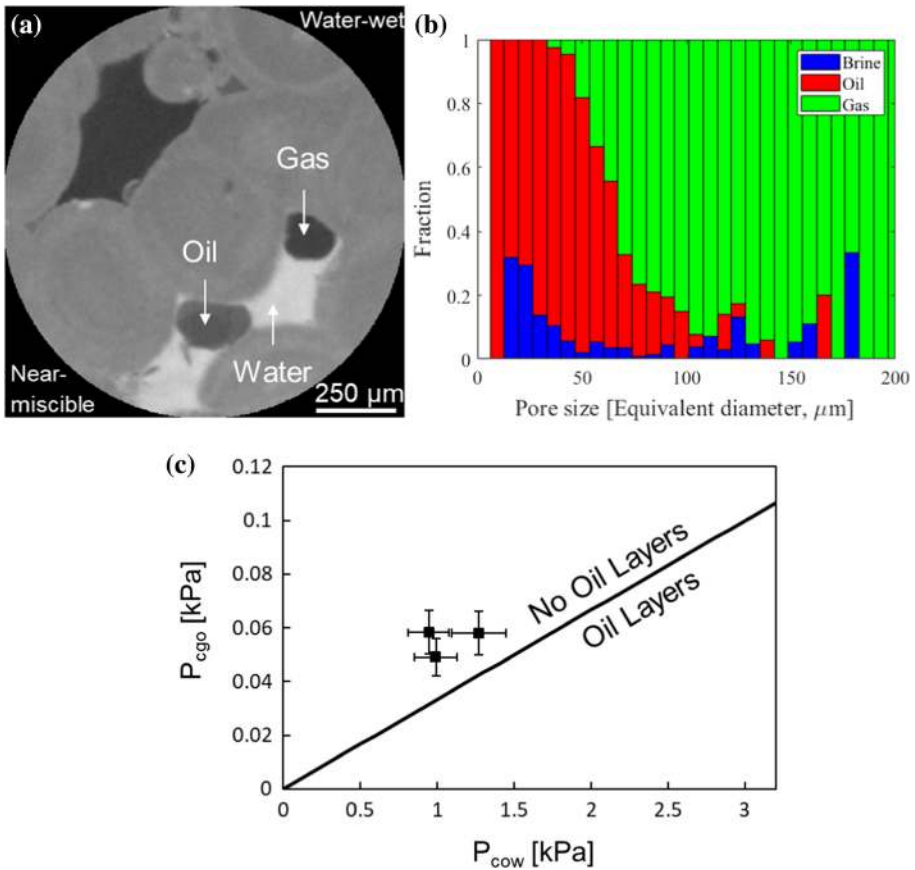 (a)
Water-wet
Gas
Oil
Water
Near-
miscible
250 μm
(b)
1
0.8
0.6
0.4
0.2
0
Fraction
Brine
Oil
Gas
0
50
100
150
200
Pore size [Equivalent diameter, μm]
(c)
0.12
0.1
0.08
0.06
0.04
0.02
0
P_cgo [kPa]
No Oil Layers
Oil Layers
0
0.5
1
1.5
2
2.5
3
P_cow [kPa]